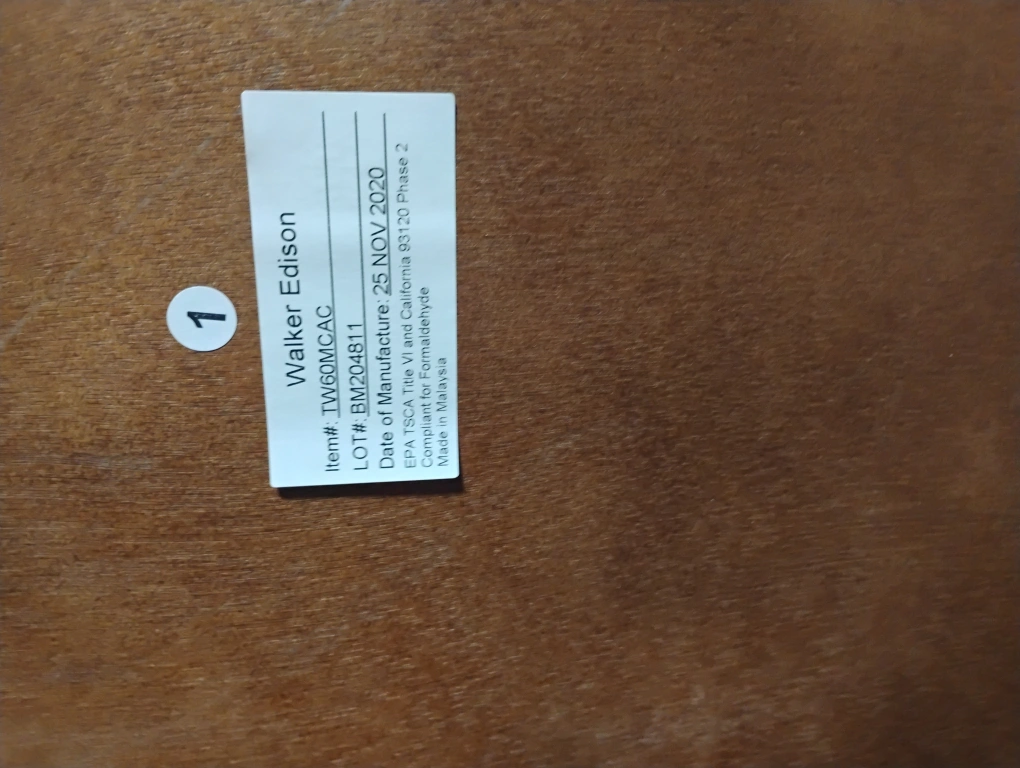 1
Walker Edison
Item#: TW60MCAC
LOT#: BM204811
Date of Manufacture: 25 NOV 2020
EPA TSCA Title VI and California 93120 Phase 2
Compliant for Formaldehyde
Made in Malaysia